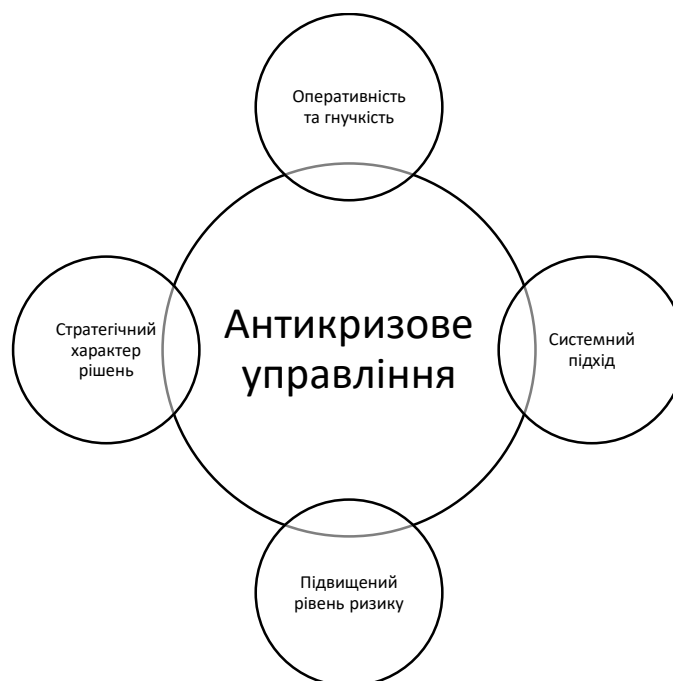 Оперативність
та гнучкість
Стратегічний
характер
рішень
Антикризове
управління
Системний
підхід
Підвищений
рівень ризику